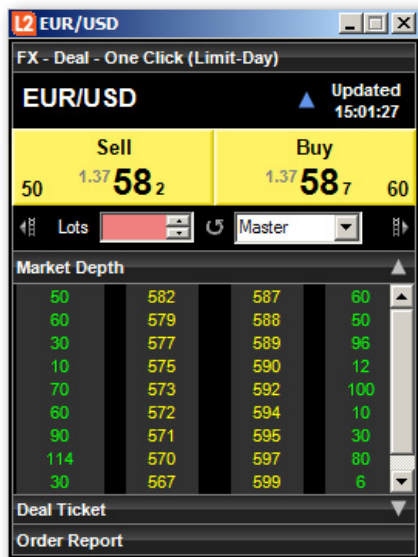 L2 EUR/USD
FX - Deal - One Click (Limit-Day)
EUR/USD
Updated
15:01:27
Sell Buy
50 1.37 58 2 1.37 58 7 60
Lots Master
Market Depth
50 582 587 60
60 579 588 50
30 577 589 96
10 575 590 12
70 573 592 100
60 572 594 10
90 571 595 30
114 570 597 80
30 567 599 6
Deal Ticket
Order Report